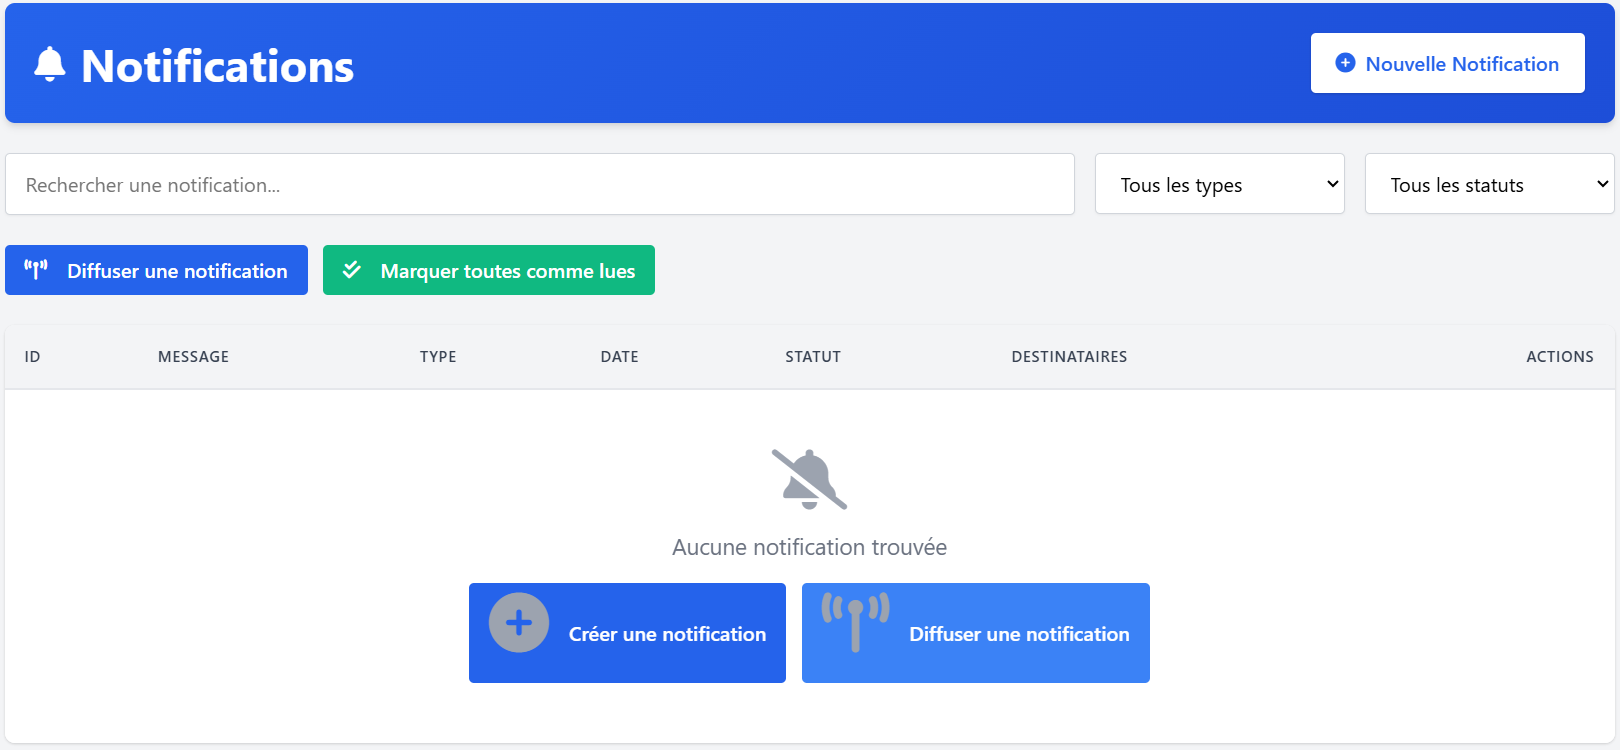 Notifications
Nouvelle Notification
Rechercher une notification...
Tous les types
Tous les statuts
Diffuser une notification
Marquer toutes comme lues
ID MESSAGE TYPE DATE STATUT DESTINATAIRES ACTIONS
Aucune notification trouvée
Créer une notification
Diffuser une notification